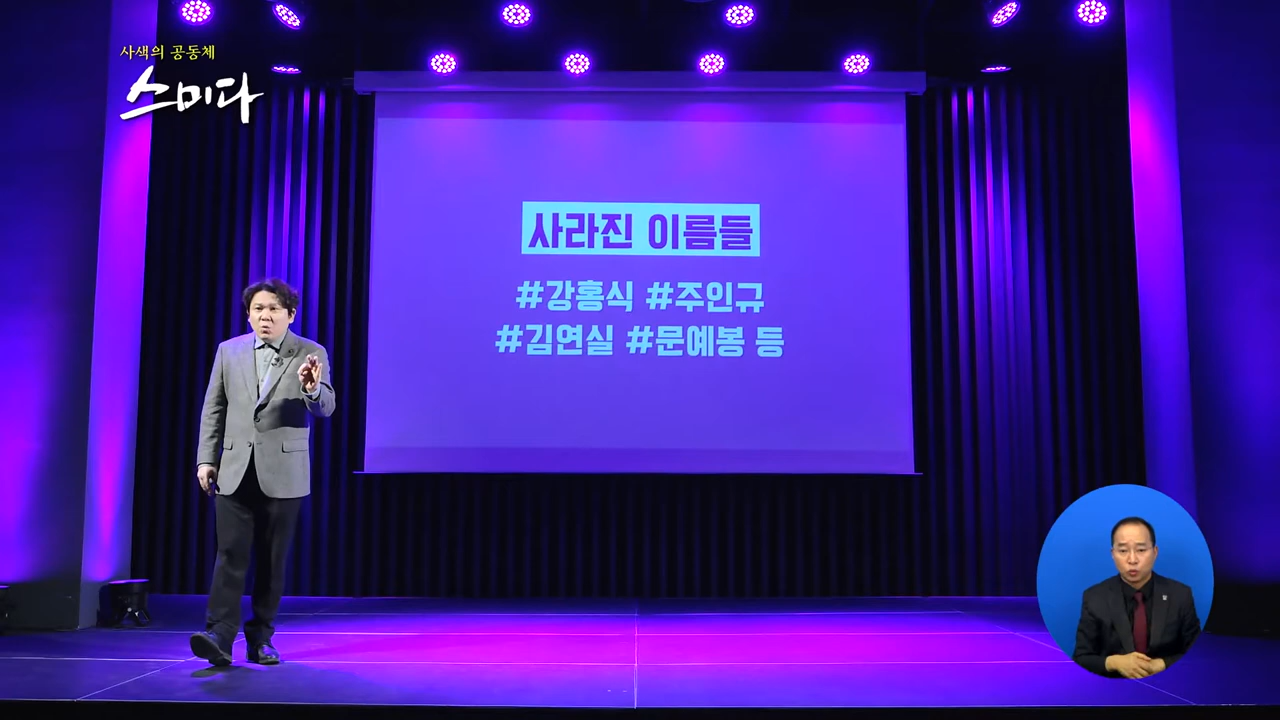 사색의 공동체
스미다
사라진 이름들
#강홍식 #주인규
#김연실 #문예봉 등